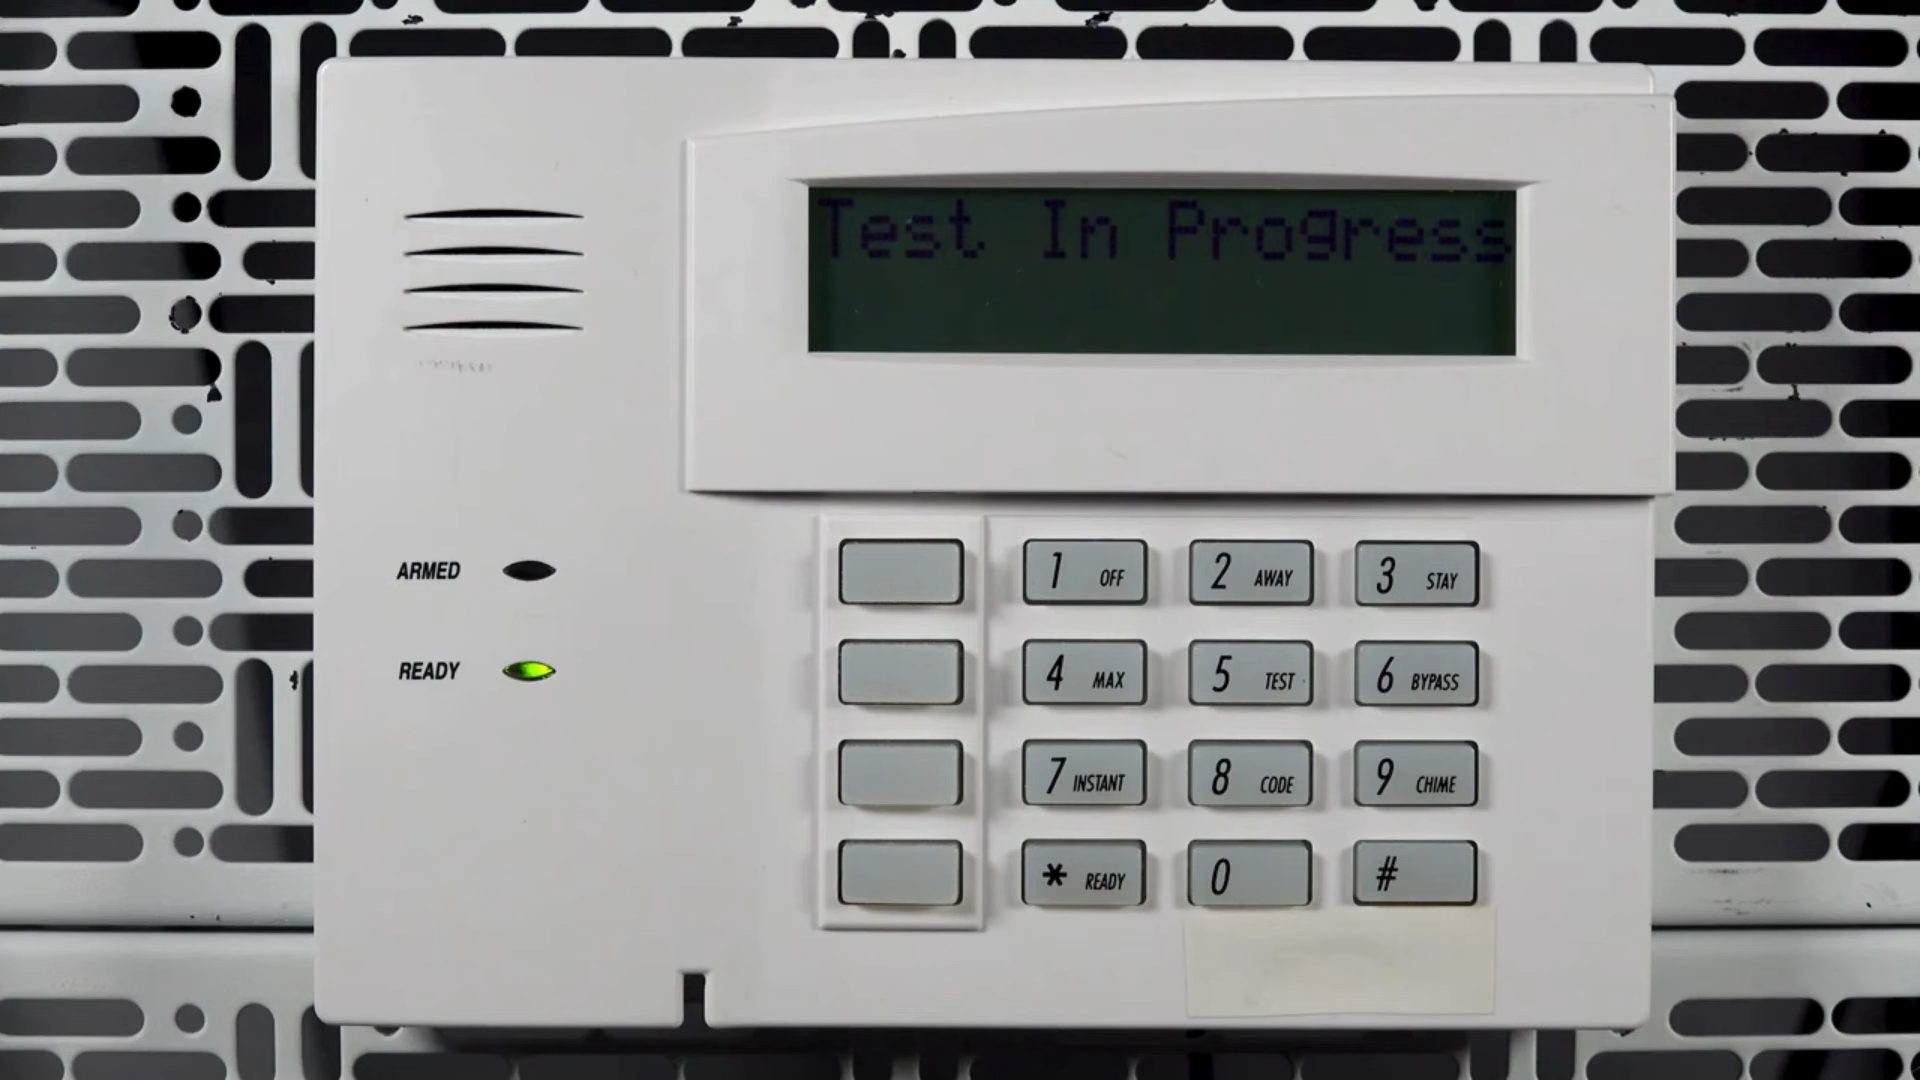 Test In Progress
ARMED
READY
1 OFF
2 AWAY
3 STAY
4 MAX
5 TEST
6 BYPASS
7 INSTANT
8 CODE
9 CHIME
* READY
0
#